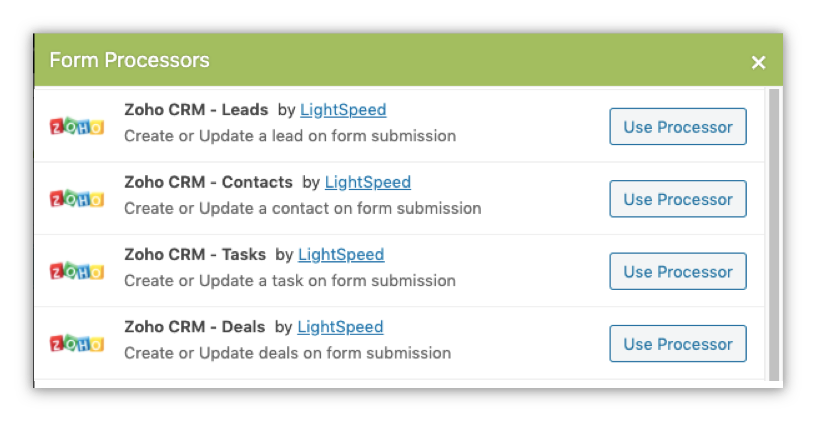 Form Processors ×
ZOHO
Zoho CRM - Leads by LightSpeed
Create or Update a lead on form submission
Use Processor
ZOHO
Zoho CRM - Contacts by LightSpeed
Create or Update a contact on form submission
Use Processor
ZOHO
Zoho CRM - Tasks by LightSpeed
Create or Update a task on form submission
Use Processor
ZOHO
Zoho CRM - Deals by LightSpeed
Create or Update deals on form submission
Use Processor